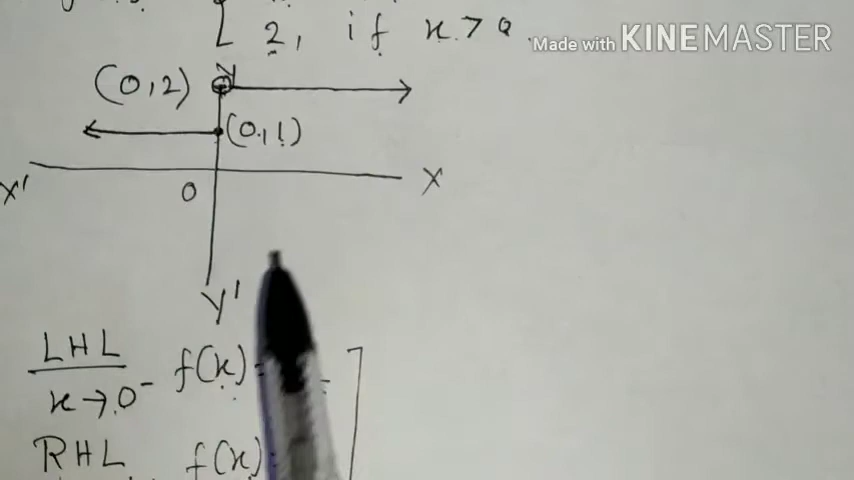 2, if x > 0.
Made with KINEMASTER
(0,2) Y
(0,1)
X' 0 X
Y'
LHL f(x) =
x→0⁻
RHL f(x)